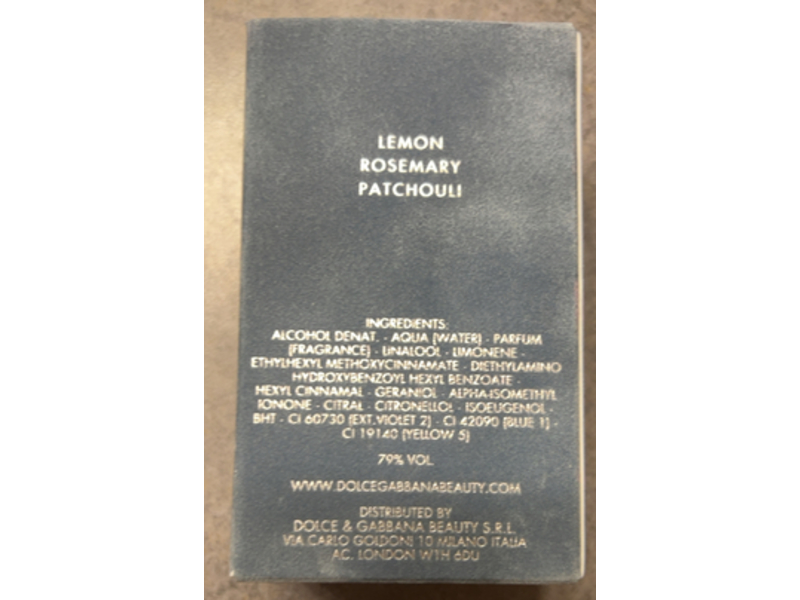 LEMON
ROSEMARY
PATCHOULI
INGREDIENTS:
ALCOHOL DENAT. - AQUA (WATER) - PARFUM
(FRAGRANCE) - LINALOOL - LIMONENE -
ETHYLHEXYL METHOXYCINNAMATE - DIETHYLAMINO
HYDROXYBENZOYL HEXYL BENZOATE -
HEXYL CINNAMAL - GERANIOL - ALPHA-ISOMETHYL
IONONE - CITRAL - CITRONELLOL - ISOEUGENOL -
BHT - CI 60730 (EXT.VIOLET 2) - CI 42090 (BLUE 1) -
CI 19140 (YELLOW 5)
79% VOL.
WWW.DOLCEGABBANABEAUTY.COM
DISTRIBUTED BY
DOLCE & GABBANA BEAUTY S.R.L.
VIA CARLO GOLDONI 10 MILANO ITALIA
AC. LONDON W1H 6DU